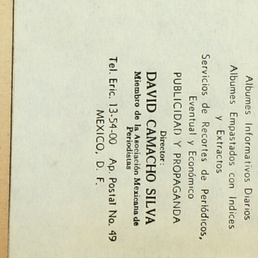 Albumes Informativos Diarios
Albumes Empastados con Indices
y Extractos
Servicios de Recortes de Periódicos,
Eventual y Económico
PUBLICIDAD Y PROPAGANDA
Director:
DAVID CAMACHO SILVA
Miembro de la Asociación Mexicana de
Periodistas
Tel. Eric. 13-54-00 Ap. Postal No. 49
MEXICO, D. F.